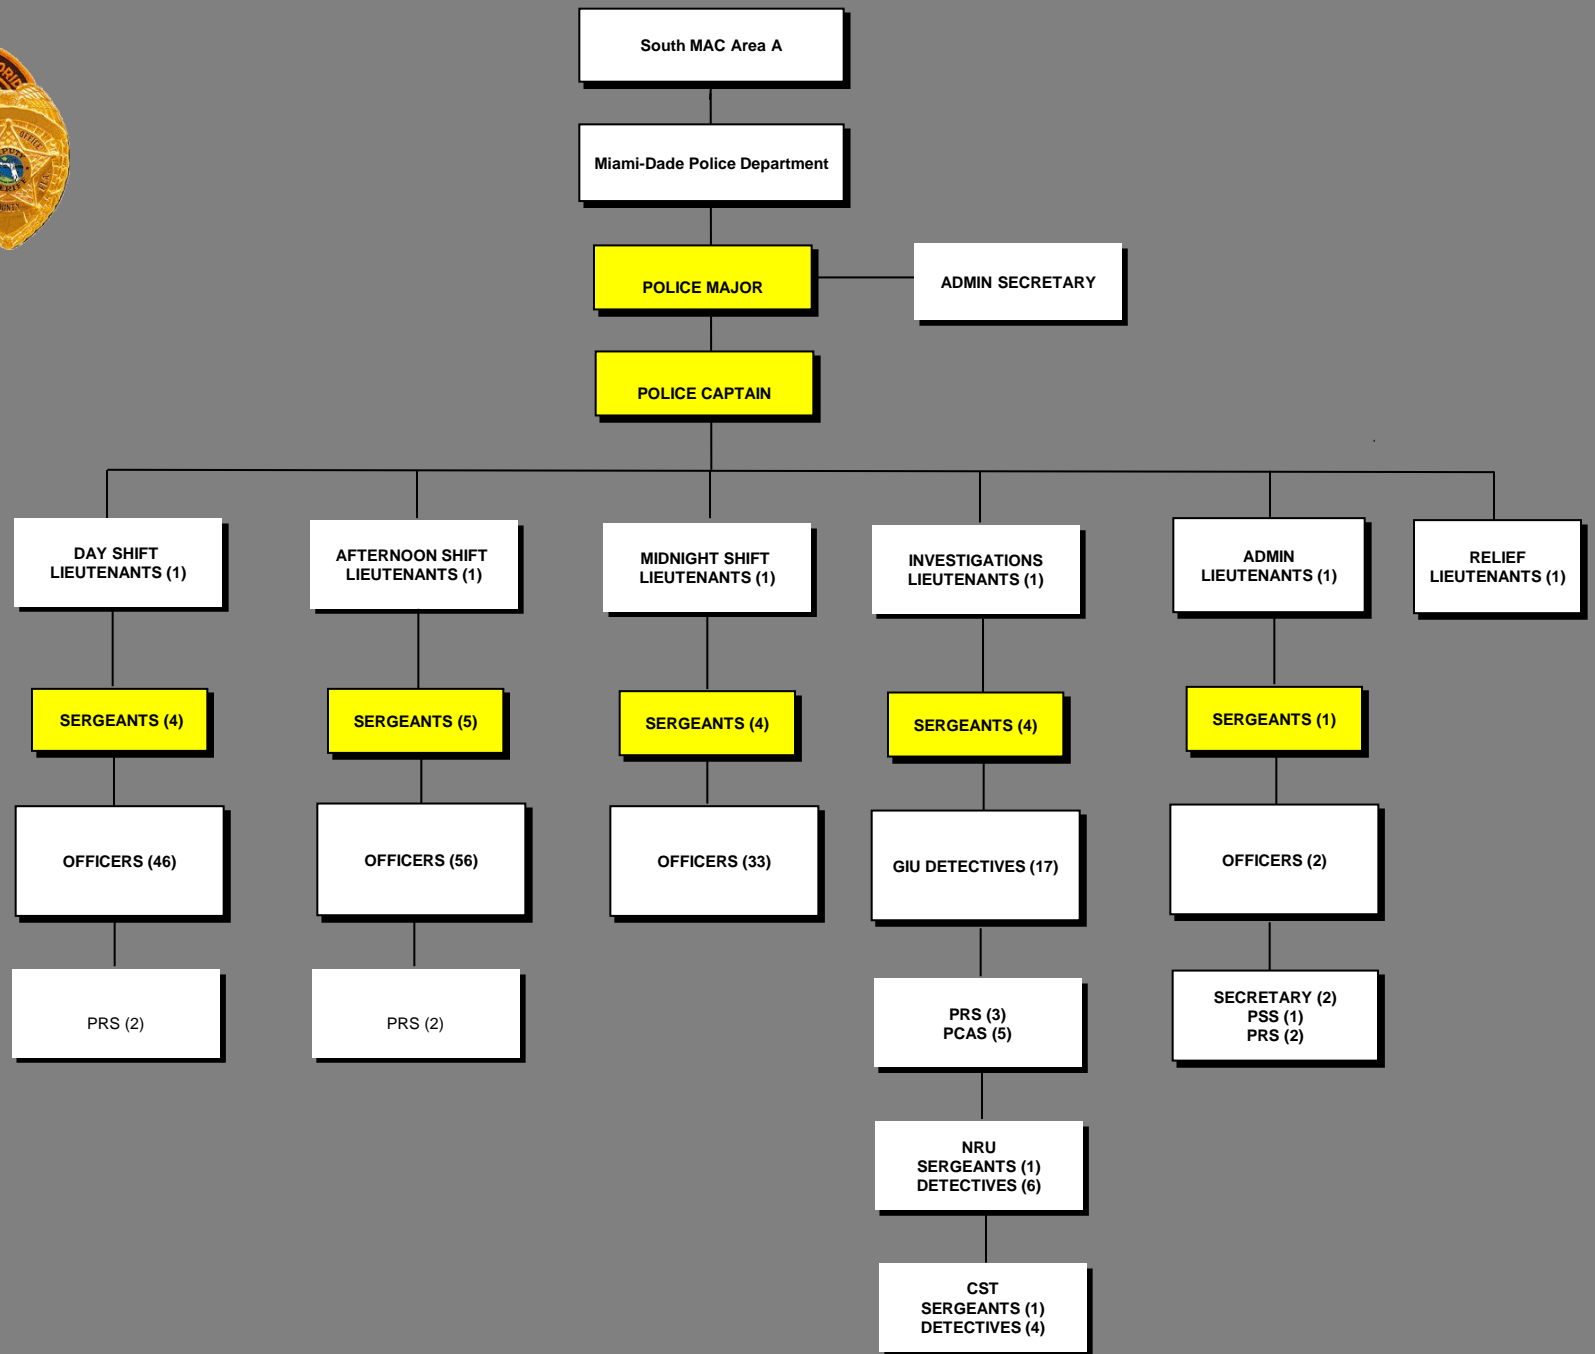 South MAC Area A
Miami-Dade Police Department
POLICE MAJOR
ADMIN SECRETARY
POLICE CAPTAIN
DAY SHIFT
LIEUTENANTS (1)
AFTERNOON SHIFT
LIEUTENANTS (1)
MIDNIGHT SHIFT
LIEUTENANTS (1)
INVESTIGATIONS
LIEUTENANTS (1)
ADMIN
LIEUTENANTS (1)
RELIEF
LIEUTENANTS (1)
SERGEANTS (4)
SERGEANTS (5)
SERGEANTS (4)
SERGEANTS (4)
SERGEANTS (1)
OFFICERS (46)
OFFICERS (56)
OFFICERS (33)
GIU DETECTIVES (17)
OFFICERS (2)
PRS (2)
PRS (2)
PRS (3)
PCAS (5)
SECRETARY (2)
PSS (1)
PRS (2)
NRU
SERGEANTS (1)
DETECTIVES (6)
CST
SERGEANTS (1)
DETECTIVES (4)